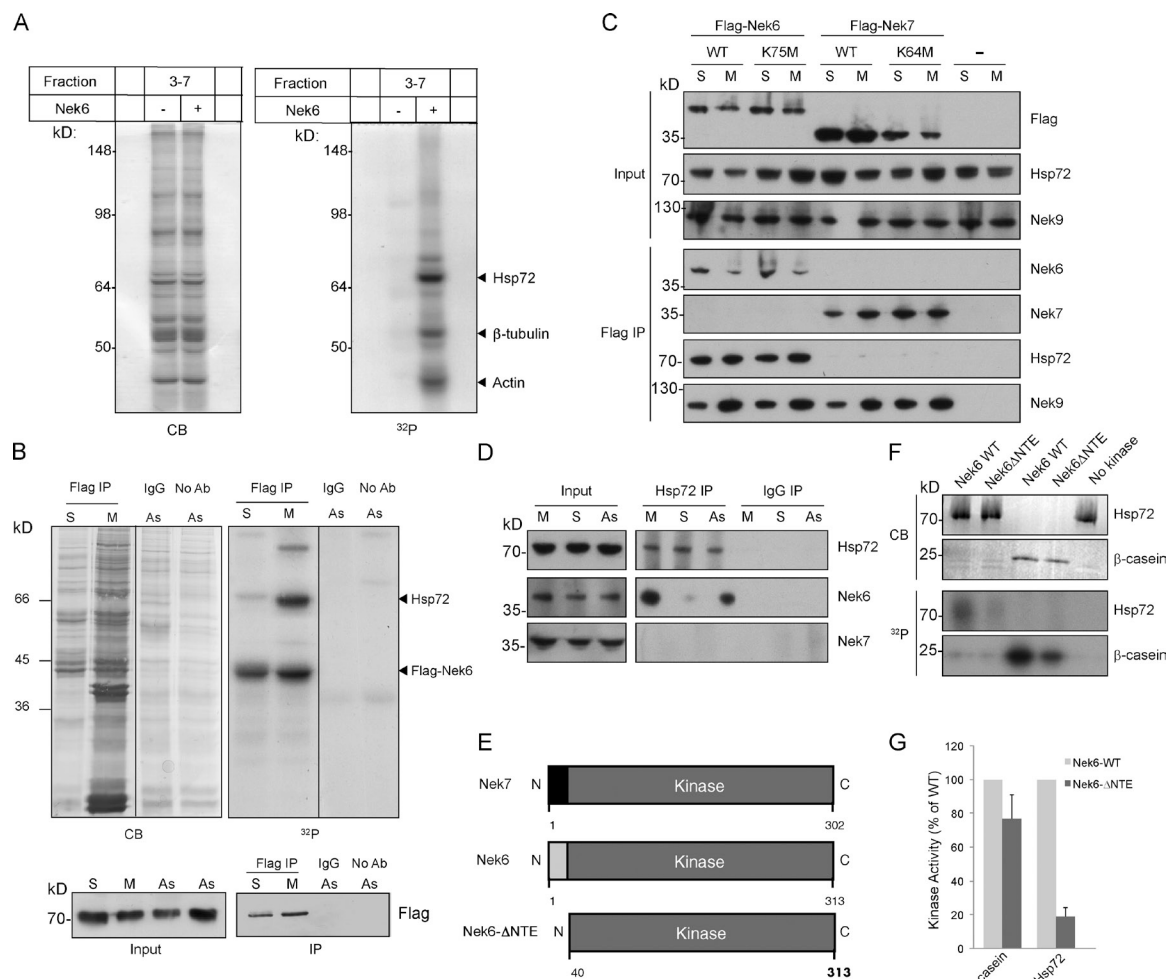 A
Fraction 3-7
Nek6 - +
kD:
148
98
64
50
CB
Fraction 3-7
Nek6 - +
kD:
148
98
64
50
Hsp72
β-tubulin
Actin
32P
B
Flag IP IgG No Ab
S M As As
kD
66
45
36
CB
Flag IP IgG No Ab
S M As As
Hsp72
Flag-Nek6
32P
kD S M As As
70
Input
Flag IP IgG No Ab
S M As As
Flag
IP
C
Flag-Nek6 Flag-Nek7
WT K75M WT K64M –
kD S M S M S M S M S M
Input
35 Flag
70 Hsp72
130 Nek9
Flag IP
35 Nek6
35 Nek7
70 Hsp72
130 Nek9
D
Input Hsp72 IP IgG IP
kD M S As M S As M S As
70 Hsp72
35 Nek6
35 Nek7
E
Nek7 N Kinase C
1 302
Nek6 N Kinase C
1 313
Nek6-ΔNTE N Kinase C
40 313
F
Nek6 WT Nek6ΔNTE Nek6 WT Nek6ΔNTE No kinase
kD
CB
70 Hsp72
25 β-casein
32P
70 Hsp72
25 β-casein
G
Kinase Activity (% of WT)
120
100
80
60
40
20
0
Nek6-WT
Nek6-ΔNTE
casein Hsp72